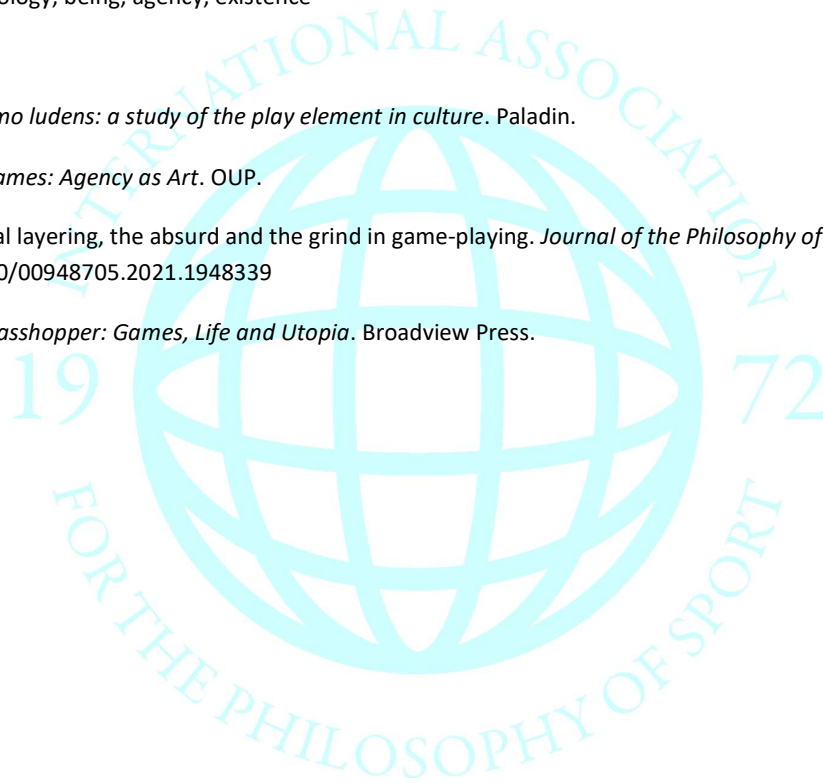 ology, being, agency, existence
mo ludens: a study of the play element in culture. Paladin.
ames: Agency as Art. OUP.
al layering, the absurd and the grind in game-playing. Journal of the Philosophy of
0/00948705.2021.1948339
asshopper: Games, Life and Utopia. Broadview Press.
INTERNATIONAL ASSOCIATION
19 72
FOR THE PHILOSOPHY OF SPORT